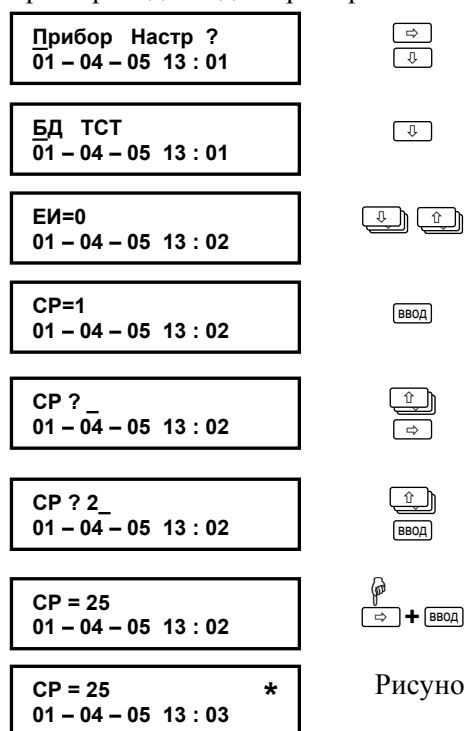 Прибор Настр ?
01 – 04 – 05 13 : 01
БД ТСТ
01 – 04 – 05 13 : 01
ЕИ=0
01 – 04 – 05 13 : 02
СР=1
01 – 04 – 05 13 : 02
ВВОД
СР ? _
01 – 04 – 05 13 : 02
СР ? 2_
01 – 04 – 05 13 : 02
ВВОД
СР = 25
01 – 04 – 05 13 : 02
+ ВВОД
СР = 25 *
01 – 04 – 05 13 : 03
Рисуно